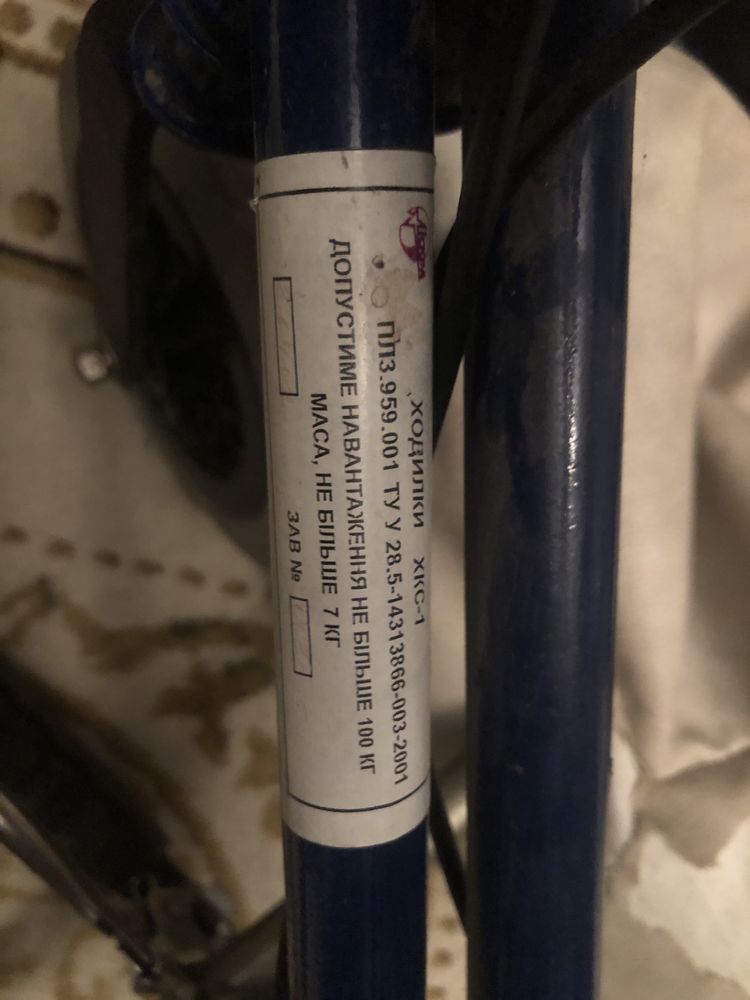 ХОДИЛКИ ХКС-1
ПЛ3.959.001 ТУ У 28.5-14313866-003-2001
ДОПУСТИМЕ НАВАНТАЖЕННЯ НЕ БІЛЬШЕ 100 КГ
МАСА, НЕ БІЛЬШЕ 7 КГ
ЗАВ №